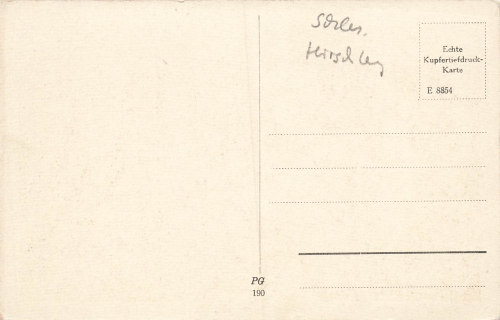 Schles.
Hirschberg
Echte
Kupfertiefdruck-
Karte
E 8854
PG
190